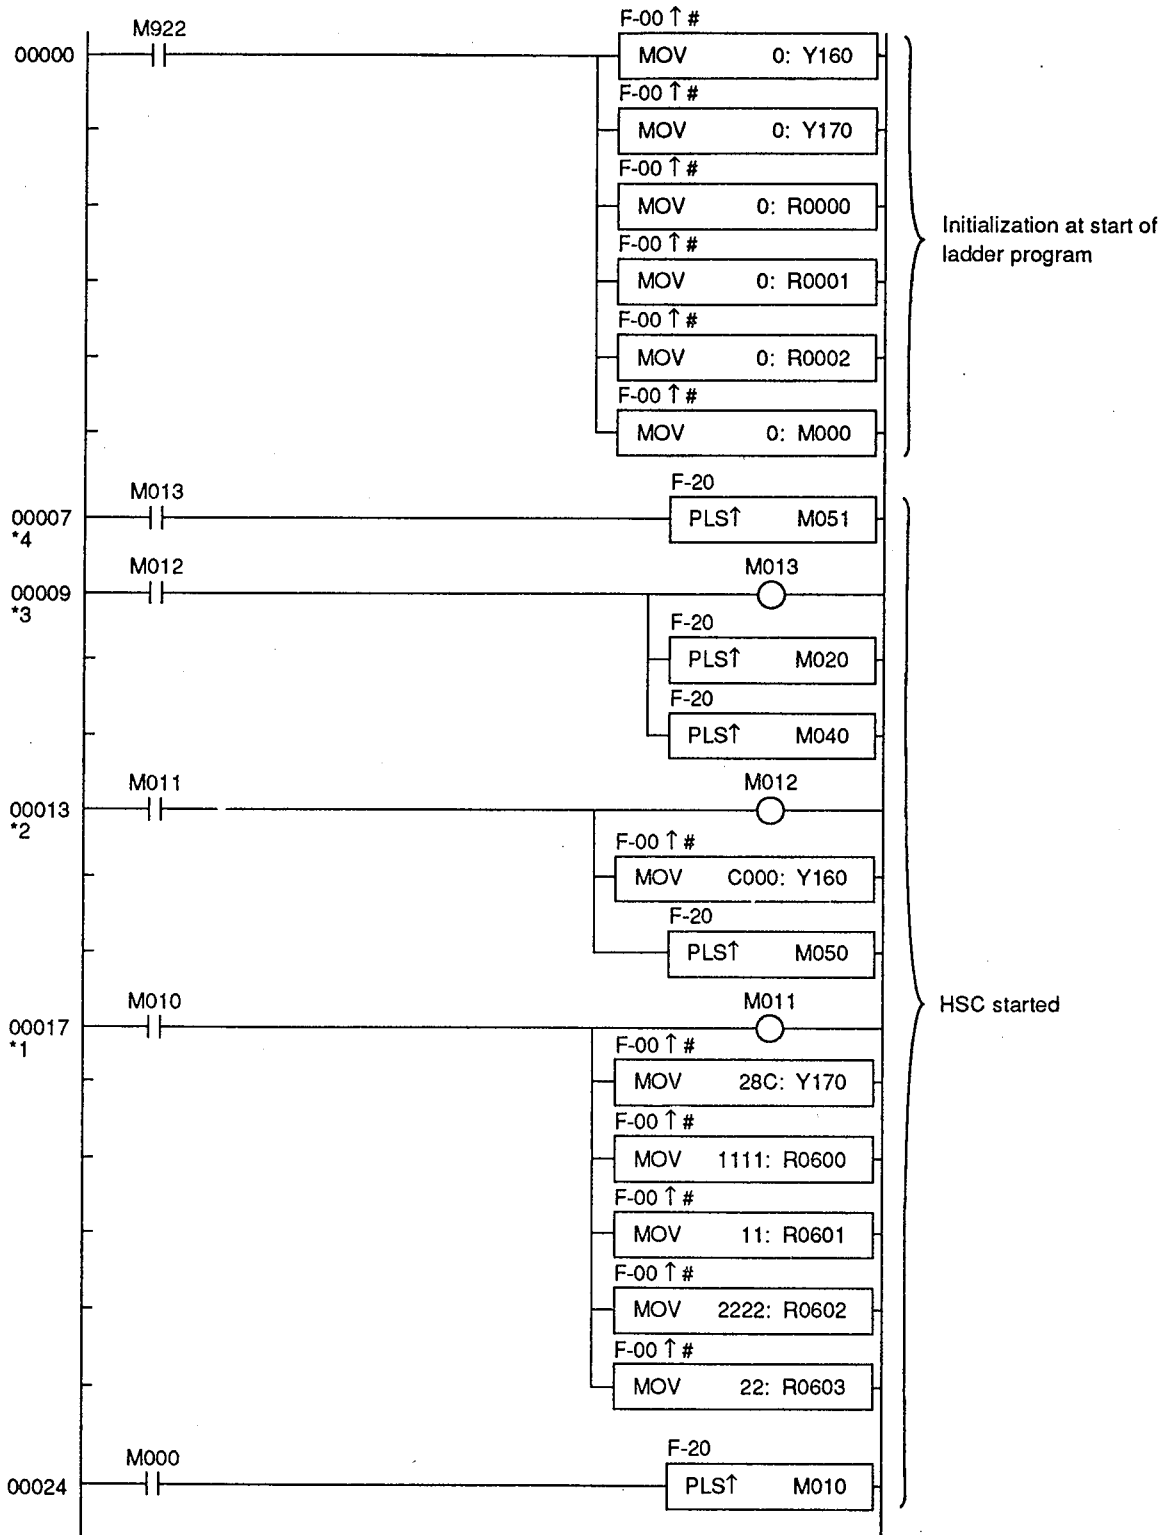 M922
F-00 ↑ #
00000
MOV 0: Y160
F-00 ↑ #
MOV 0: Y170
F-00 ↑ #
MOV 0: R0000
Initialization at start of
ladder program
F-00 ↑ #
MOV 0: R0001
F-00 ↑ #
MOV 0: R0002
F-00 ↑ #
MOV 0: M000
M013
F-20
00007
*4
PLS↑ M051
M012
M013
00009
*3
F-20
PLS↑ M020
F-20
PLS↑ M040
M011
M012
00013
*2
F-00 ↑ #
MOV C000: Y160
F-20
PLS↑ M050
HSC started
M010
M011
00017
*1
F-00 ↑ #
MOV 28C: Y170
F-00 ↑ #
MOV 1111: R0600
F-00 ↑ #
MOV 11: R0601
F-00 ↑ #
MOV 2222: R0602
F-00 ↑ #
MOV 22: R0603
M000
F-20
00024
PLS↑ M010